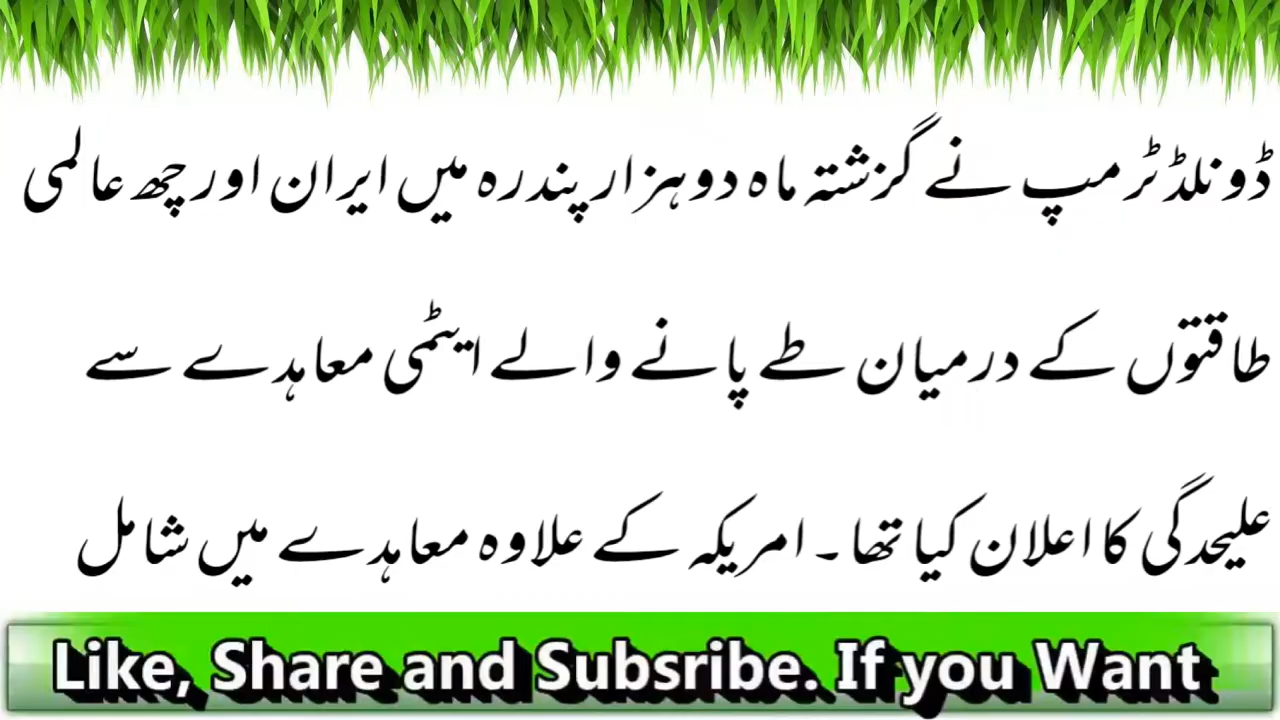 ڈونلڈ ٹرمپ نے گزشتہ ماہ دو ہزار پندرہ میں ایران اور چھ عالمی
طاقتوں کے درمیان طے پانے والے ایٹمی معاہدے سے
علیحدگی کا اعلان کیا تھا۔ امریکہ کے علاوہ معاہدے میں شامل
Like, Share and Subsribe. If you Want